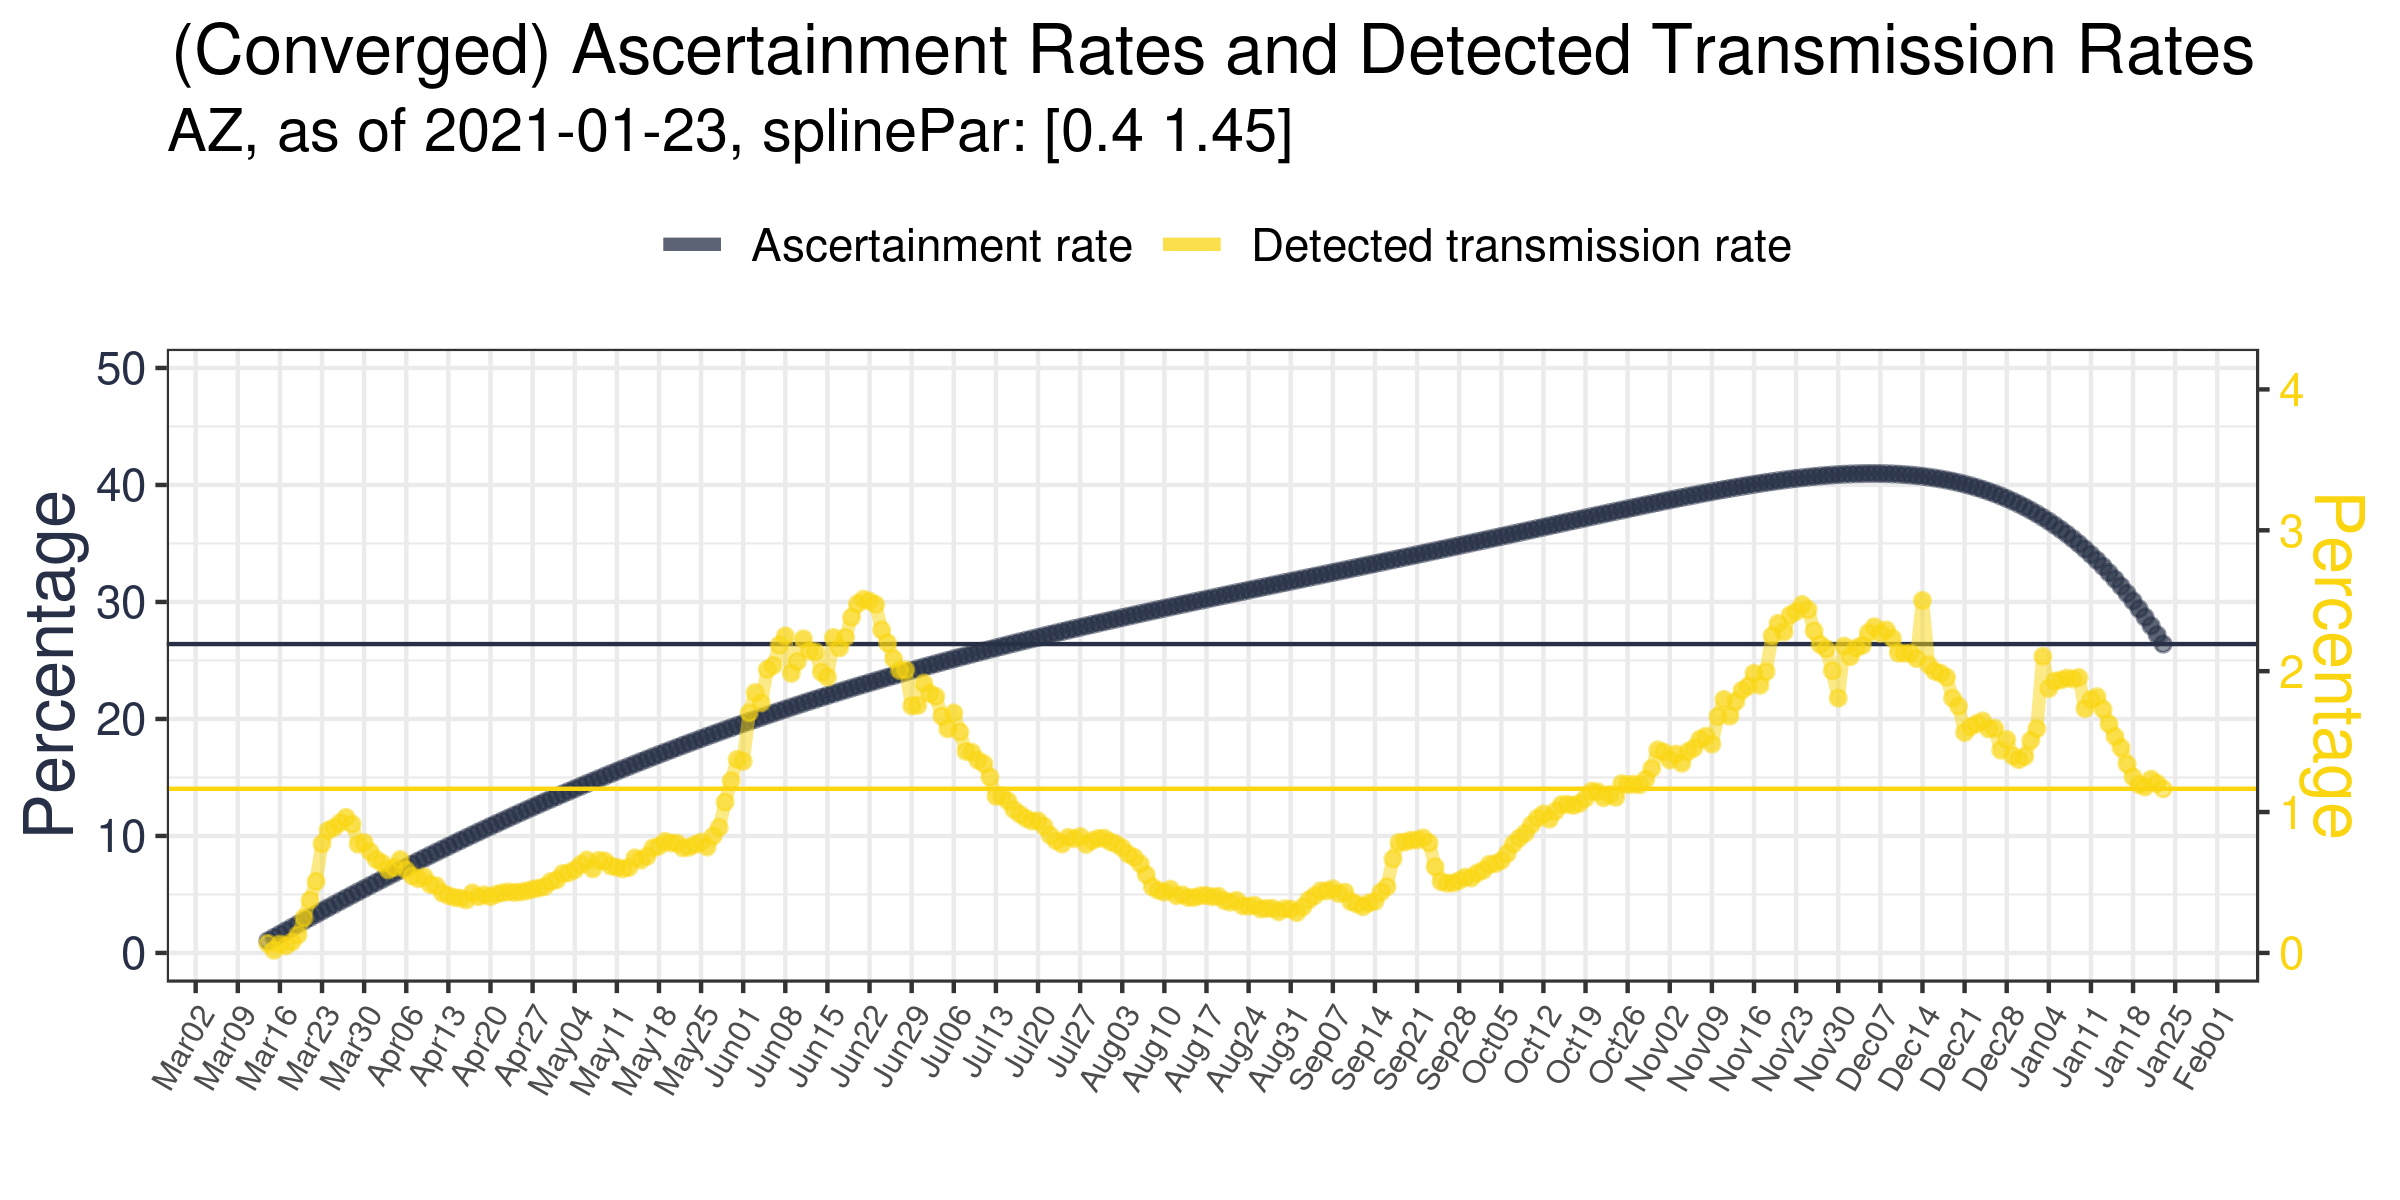 (Converged) Ascertainment Rates and Detected Transmission Rates
AZ, as of 2021-01-23, splinePar: [0.4 1.45]
Ascertainment rate
Detected transmission rate
Percentage
50
40
30
20
10
0
4
3
2
1
0
Percentage
Mar02
Mar09
Mar16
Mar23
Mar30
Apr06
Apr13
Apr20
Apr27
May04
May11
May18
May25
Jun01
Jun08
Jun15
Jun22
Jun29
Jul06
Jul13
Jul20
Jul27
Aug03
Aug10
Aug17
Aug24
Aug31
Sep07
Sep14
Sep21
Sep28
Oct05
Oct12
Oct19
Oct26
Nov02
Nov09
Nov16
Nov23
Nov30
Dec07
Dec14
Dec21
Dec28
Jan04
Jan11
Jan18
Jan25
Feb01